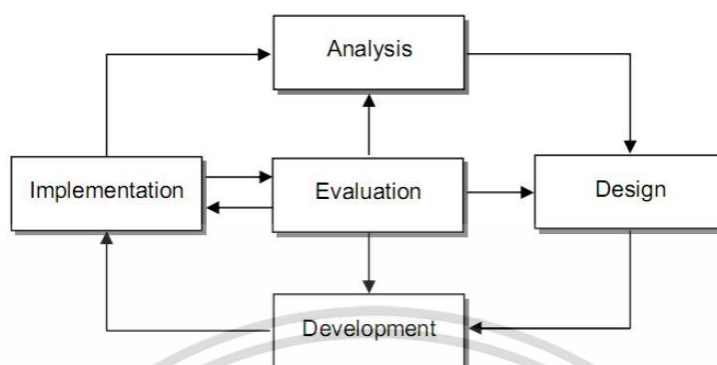 Analysis
Implementation
Evaluation
Design
Development